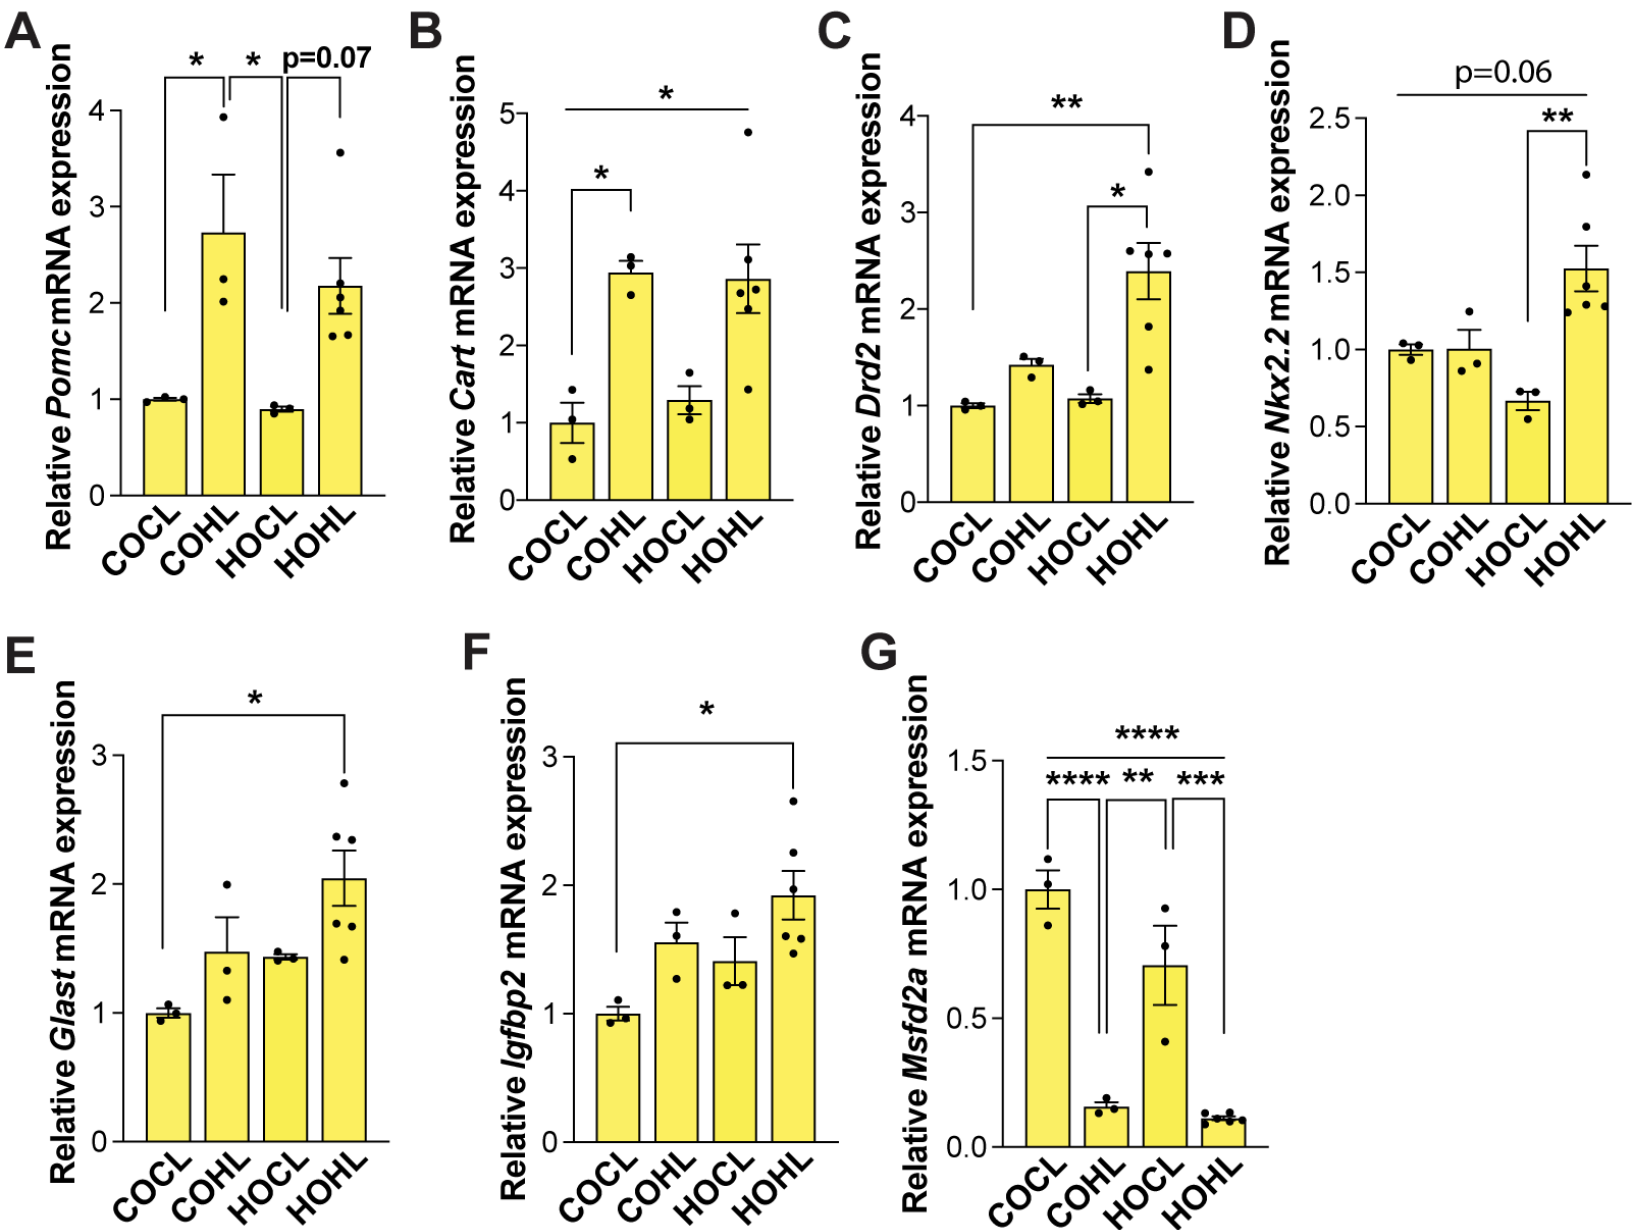 A
Relative Pomc mRNA expression
* * p=0.07
4
3
2
1
0
COCL COHL HOCL HOHL
B
Relative Cart mRNA expression
*
*
5
4
3
2
1
0
COCL COHL HOCL HOHL
C
Relative Drd2 mRNA expression
**
*
4
3
2
1
0
COCL COHL HOCL HOHL
D
Relative Nkx2.2 mRNA expression
p=0.06
**
2.5
2.0
1.5
1.0
0.5
0.0
COCL COHL HOCL HOHL
E
Relative Glast mRNA expression
*
3
2
1
0
COCL COHL HOCL HOHL
F
Relative Igfbp2 mRNA expression
*
3
2
1
0
COCL COHL HOCL HOHL
G
Relative Msfd2a mRNA expression
****
**** ** ***
1.5
1.0
0.5
0.0
COCL COHL HOCL HOHL